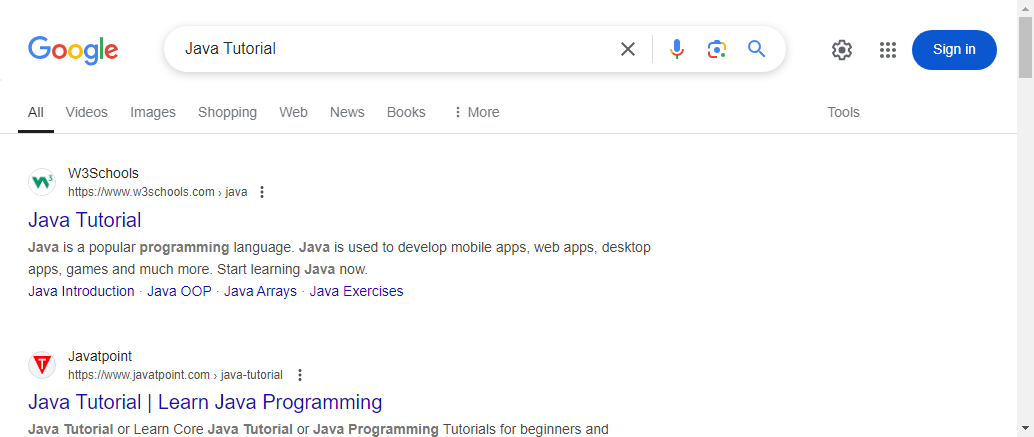 Google Java Tutorial Sign in
All Videos Images Shopping Web News Books More Tools
W3Schools
https://www.w3schools.com › java
Java Tutorial
Java is a popular programming language. Java is used to develop mobile apps, web apps, desktop
apps, games and much more. Start learning Java now.
Java Introduction · Java OOP · Java Arrays · Java Exercises
Javatpoint
https://www.javatpoint.com › java-tutorial
Java Tutorial | Learn Java Programming
Java Tutorial or Learn Core Java Tutorial or Java Programming Tutorials for beginners and